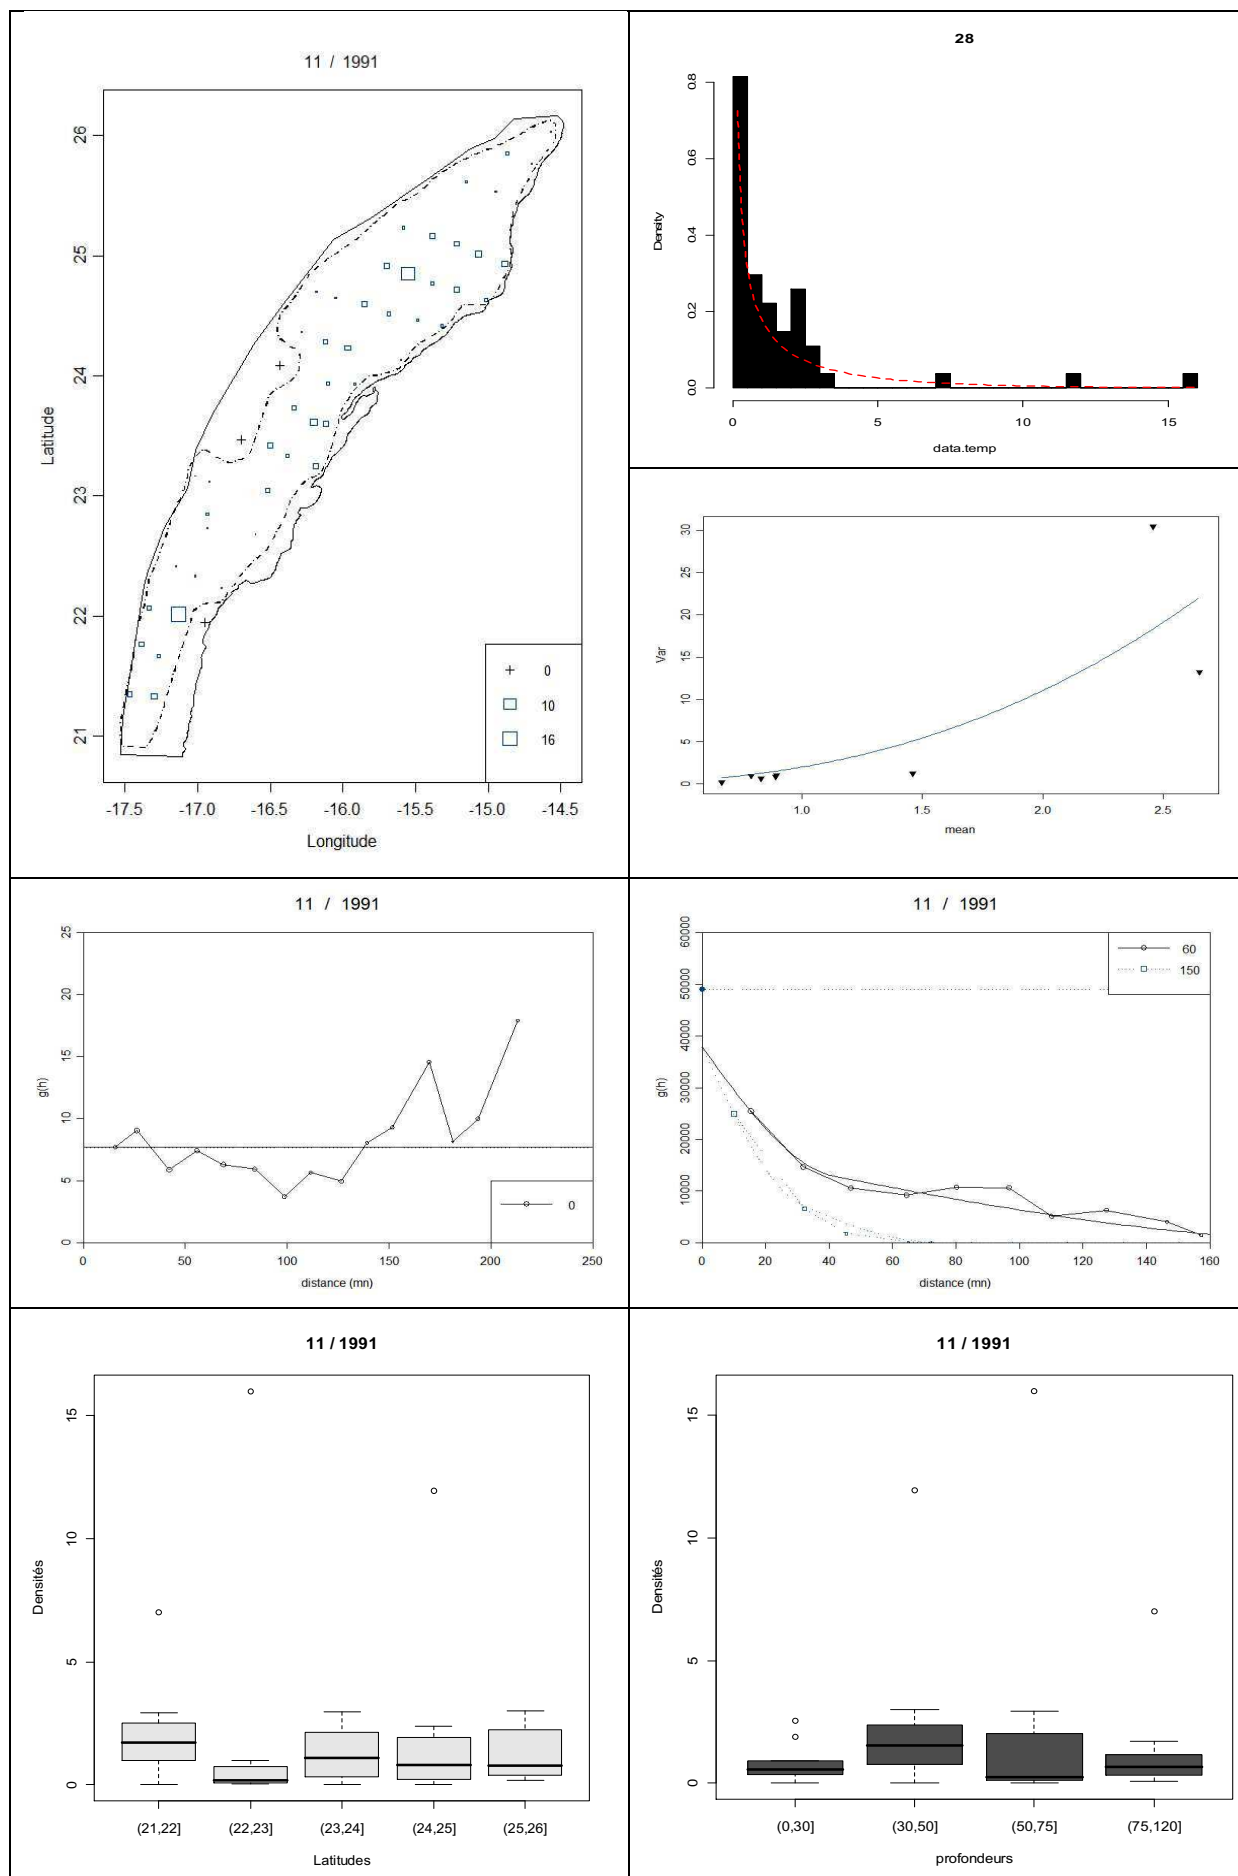 11 / 1991
Latitude
26
25
24
23
22
21
0
10
16
-17.5 -17.0 -16.5 -16.0 -15.5 -15.0 -14.5
Longitude
28
Density
0.8
0.6
0.4
0.2
0.0
0 5 10 15
data.temp
Var
30
25
20
15
10
5
0
1.0 1.5 2.0 2.5
mean
11 / 1991
g(h)
25
20
15
10
5
0
0
0 50 100 150 200 250
distance (mn)
11 / 1991
g(h)
60000
50000
40000
30000
20000
10000
0
60
150
0 20 40 60 80 100 120 140 160
distance (mn)
11 / 1991
Densités
15
10
5
0
(21,22] (22,23] (23,24] (24,25] (25,26]
Latitudes
11 / 1991
Densités
15
10
5
0
(0,30] (30,50] (50,75] (75,120]
profondeurs